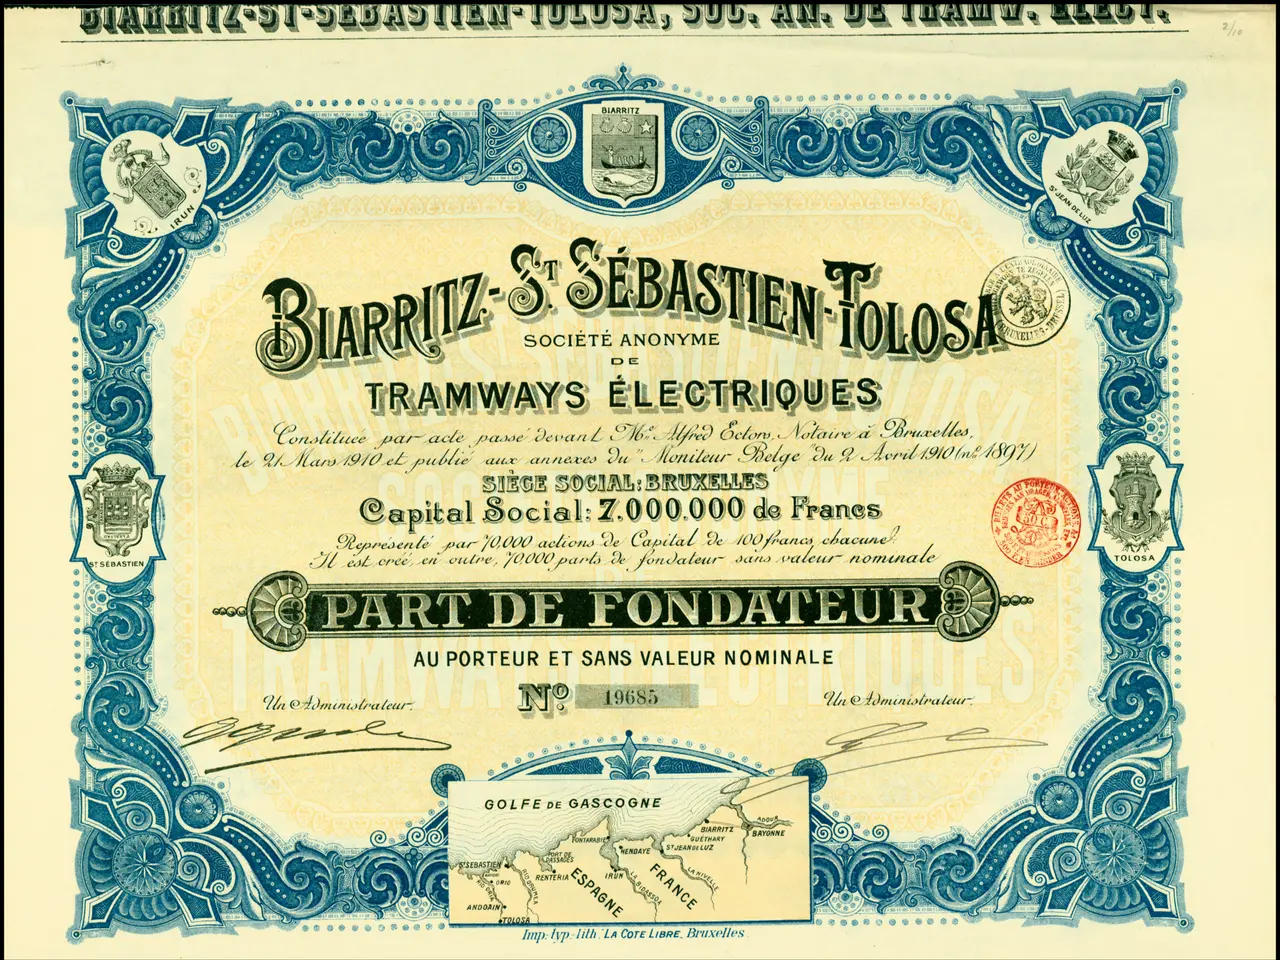 BIARRITZ-ST-SÉBASTIEN-TOLOSA, SOC. AN. DE TRAMW. ÉLECT.
2/10
BIARRITZ
IRUN
ST JEAN DE LUZ
BIARRITZ-ST. SÉBASTIEN-TOLOSA
SOCIÉTÉ ANONYME
DE
TRAMWAYS ÉLECTRIQUES
Constituée par acte passé devant Me. Alfred Ectors, Notaire à Bruxelles,
le 21 Mars 1910 et publié aux annexes du "Moniteur Belge" du 2 Avril 1910 (no. 1897)
SIÈGE SOCIAL: BRUXELLES
Capital Social: 7.000.000 de Francs
Représenté par 70,000 actions de Capital de 100 francs chacune.
Il est créé, en outre, 70,000 parts de fondateur sans valeur nominale
ST SÉBASTIEN
TOLOSA
PART DE FONDATEUR
AU PORTEUR ET SANS VALEUR NOMINALE
No 19685
Un Administrateur.
Un Administrateur.
GOLFE DE GASCOGNE
ADOUR
BIARRITZ
BAYONNE
FONTARABIE
GUÉTHARY
HENDAYE
ST JEAN DE LUZ
PORT DE PASSAGES
ST SÉBASTIEN
RENTERIA
IRUN
LA NIVELLE
ORIO
ESPAGNE
FRANCE
LA BIDASSOA
ANDOAIN
TOLOSA
Imp. typ. lith. "LA COTE LIBRE", Bruxelles.